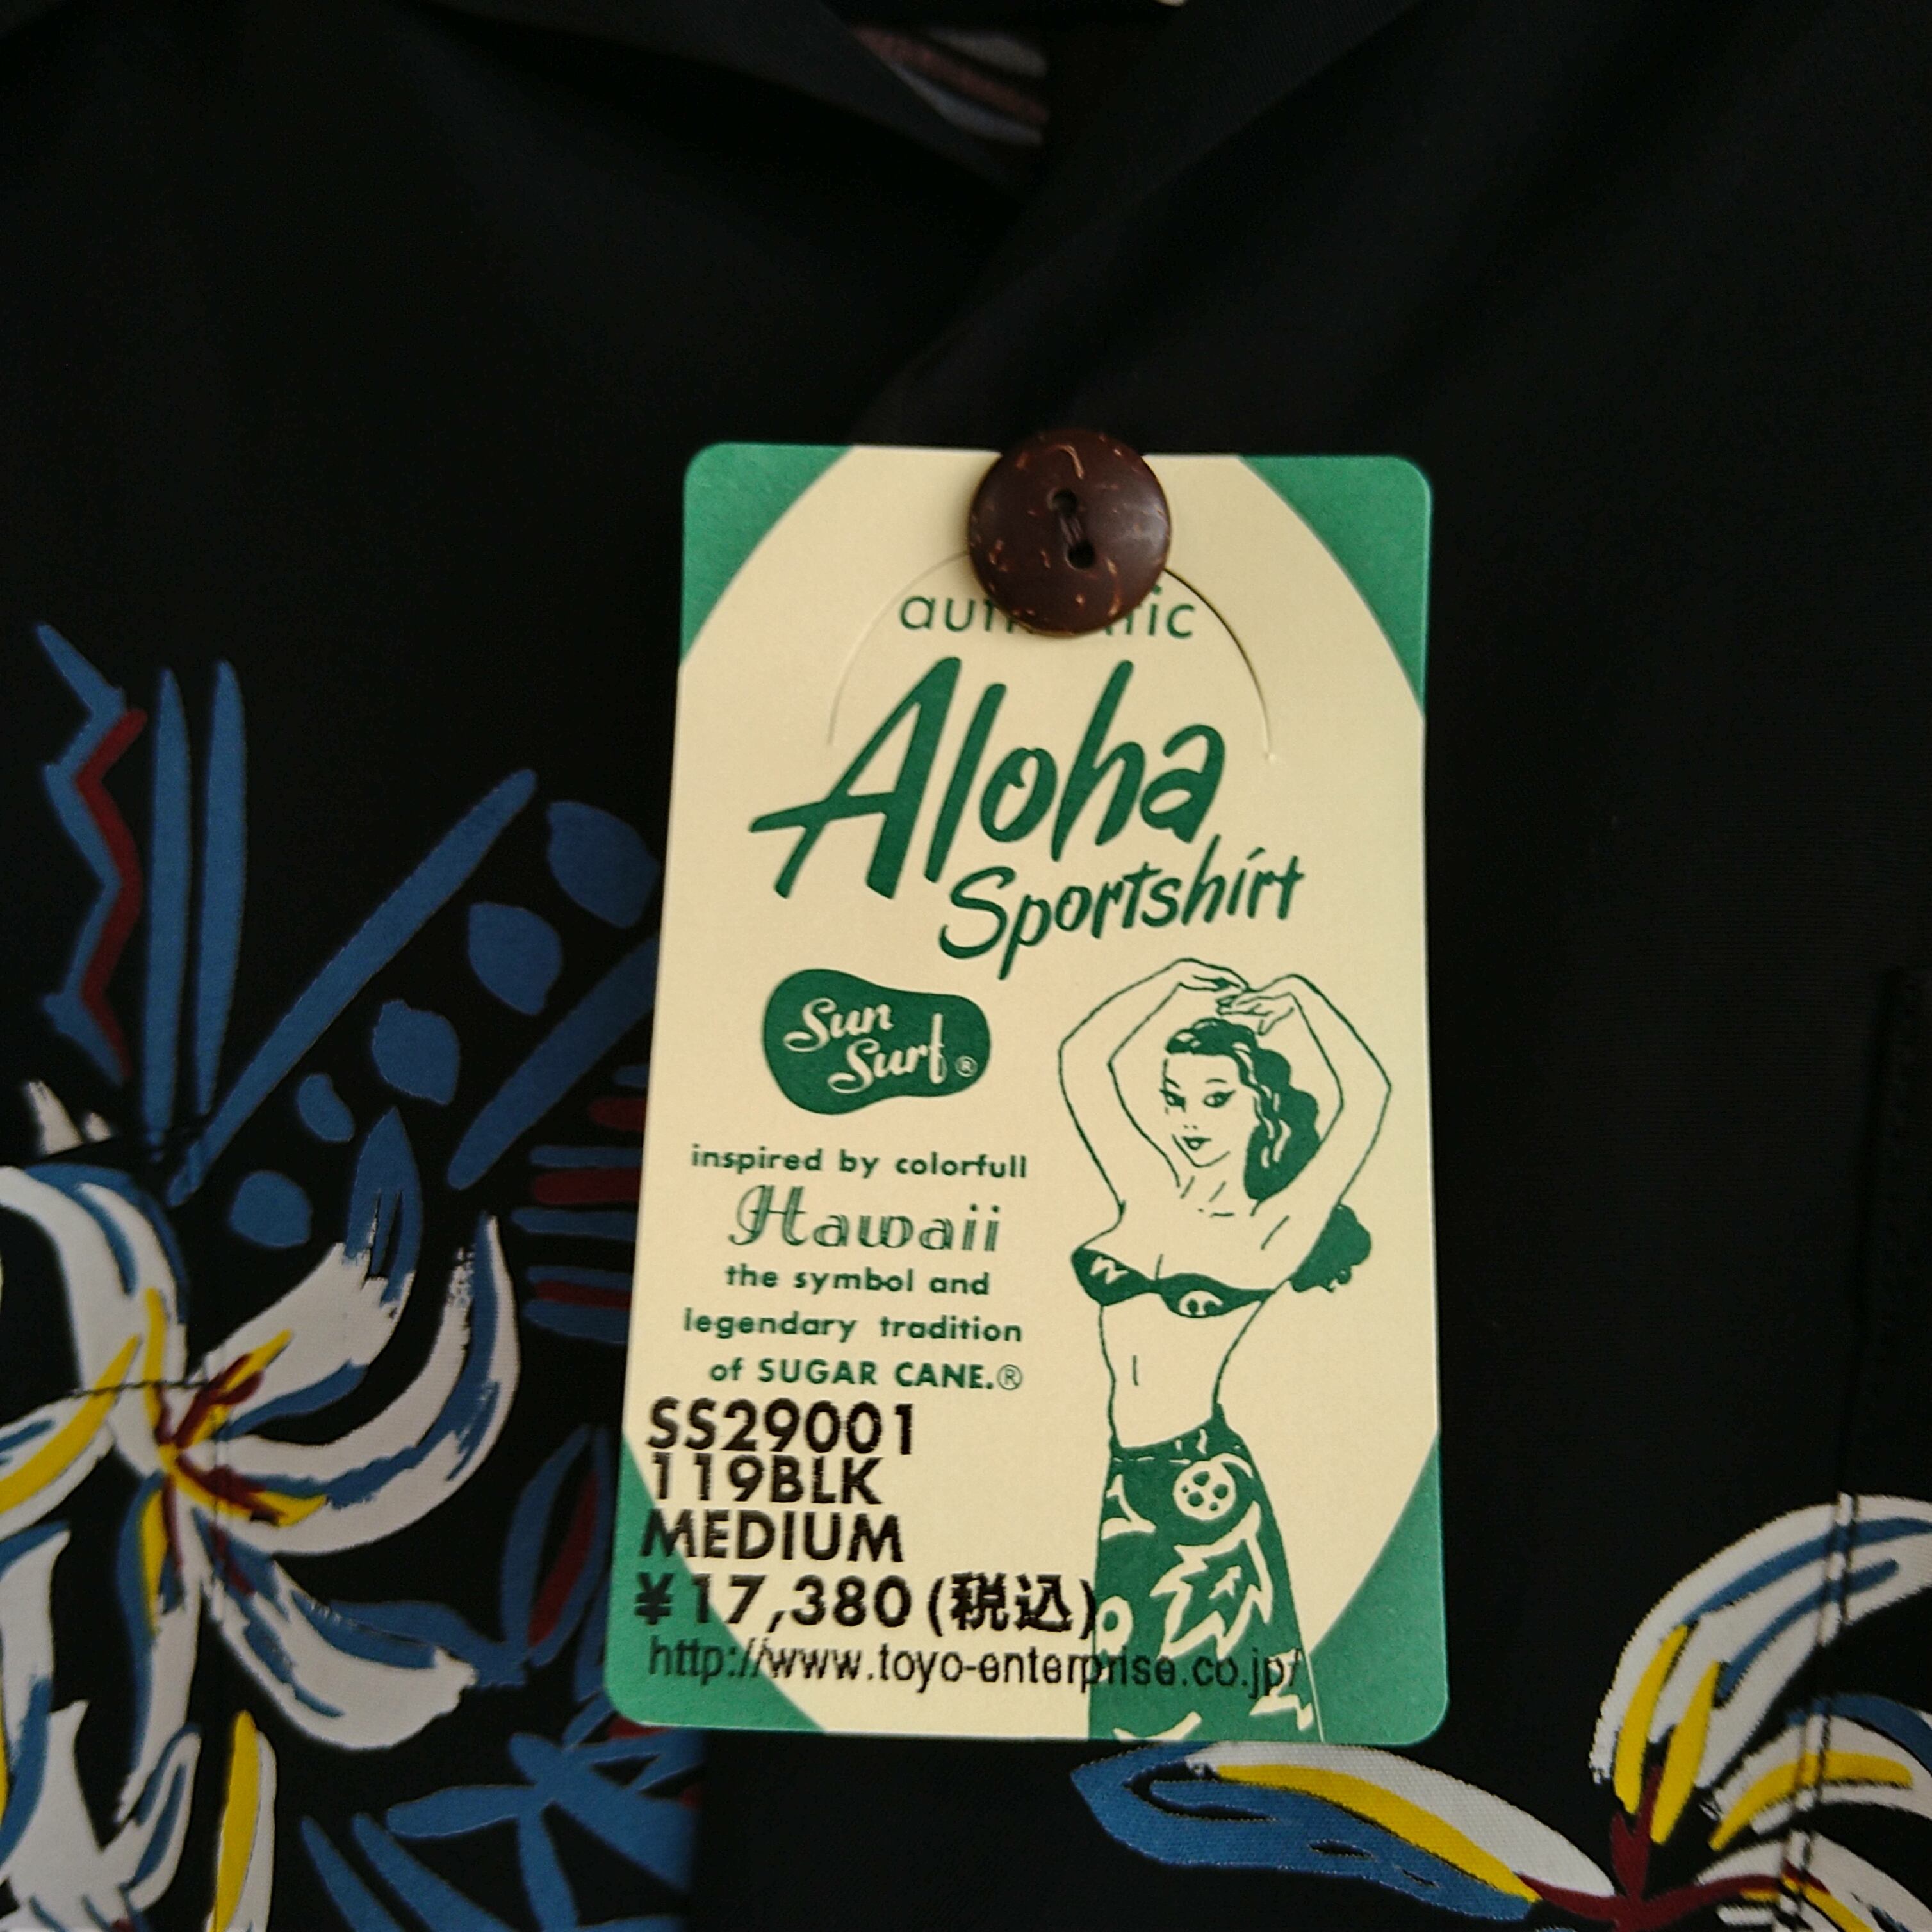 Aloha
Sportshirt
Sun
Surf®
inspired by colorfull
Hawaii
the symbol and
legendary tradition
of SUGAR CANE.®
SS29001
119BLK
MEDIUM
¥17,380(税込)
http://www.toyo-enterprise.co.jp/